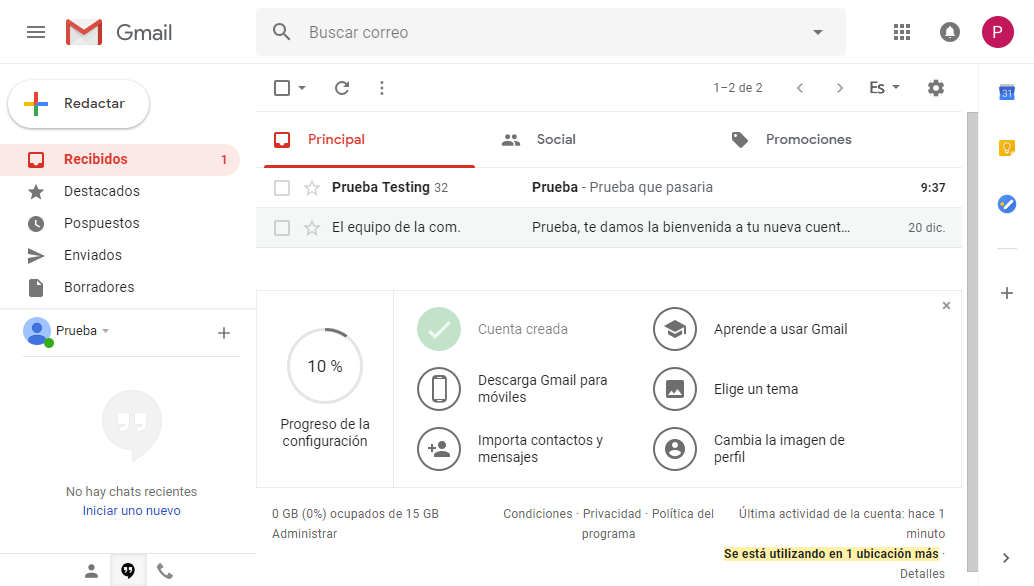 Gmail
Buscar correo
P
Redactar
1–2 de 2
Es
31
Principal
Social
Promociones
Recibidos 1
Destacados
Pospuestos
Enviados
Borradores
Prueba Testing 32 Prueba - Prueba que pasaria 9:37
El equipo de la com. Prueba, te damos la bienvenida a tu nueva cuent… 20 dic.
Prueba
No hay chats recientes
Iniciar uno nuevo
10 %
Progreso de la
configuración
Cuenta creada
Aprende a usar Gmail
Descarga Gmail para
móviles
Elige un tema
Importa contactos y
mensajes
Cambia la imagen de
perfil
0 GB (0%) ocupados de 15 GB
Administrar
Condiciones · Privacidad · Política del
programa
Última actividad de la cuenta: hace 1
minuto
Se está utilizando en 1 ubicación más ·
Detalles